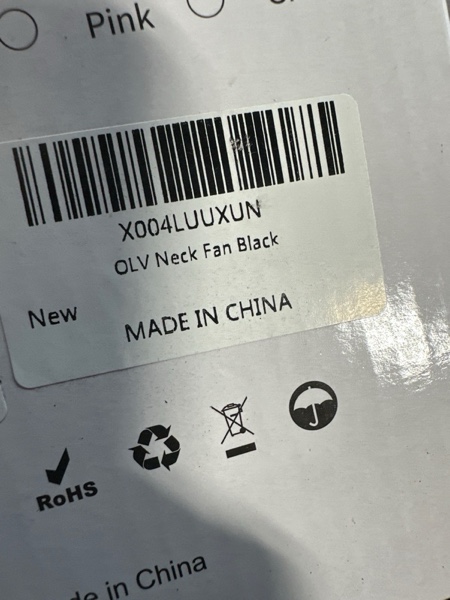 Pink
X004LUUXUN
OLV Neck Fan Black
New
MADE IN CHINA
RoHS
in China